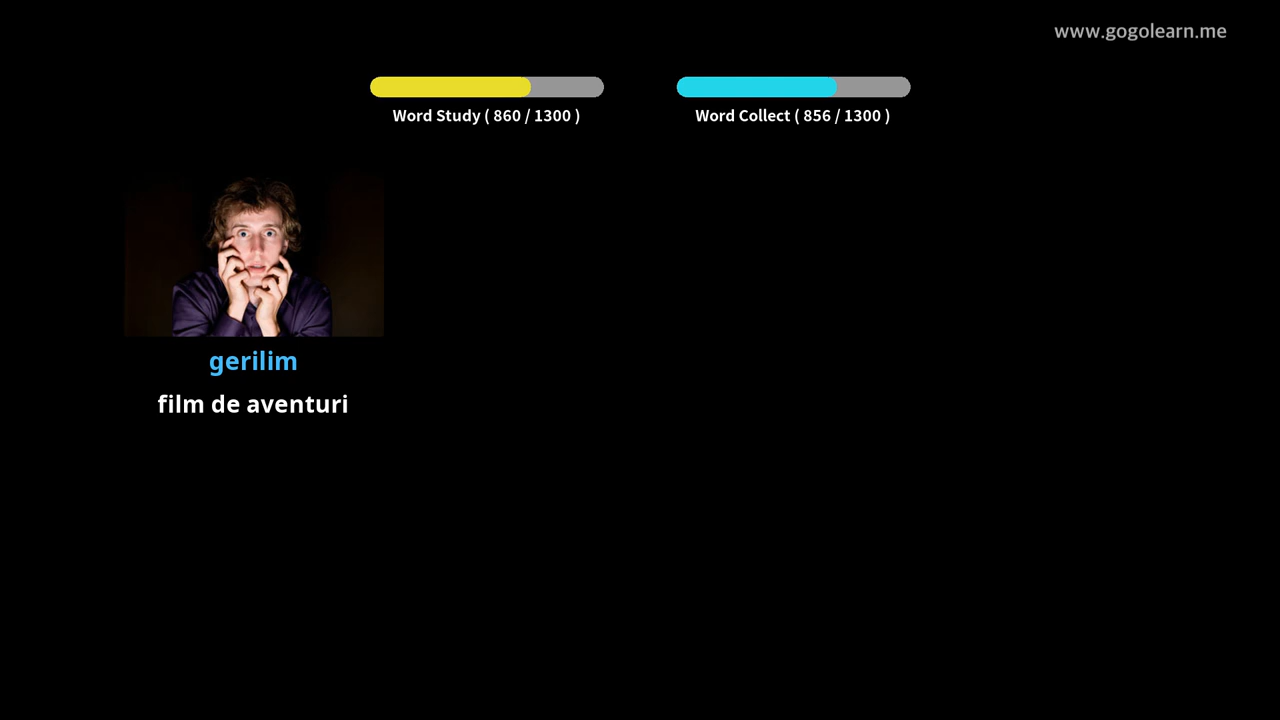 www.gogolearn.me
Word Study ( 860 / 1300 )
Word Collect ( 856 / 1300 )
gerilim
film de aventuri